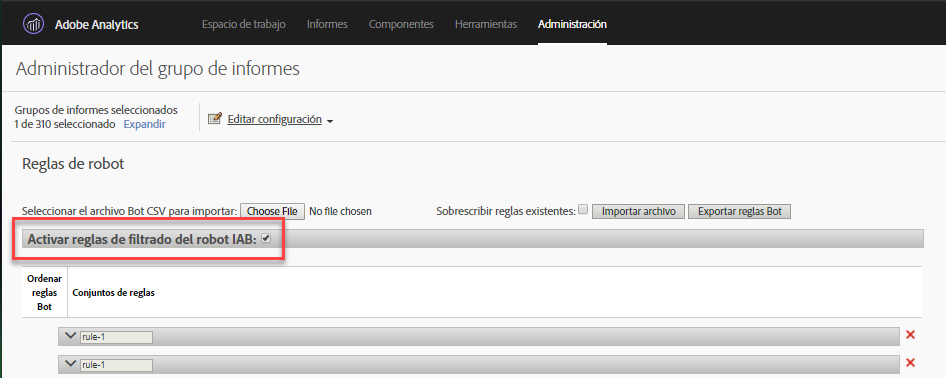 Adobe Analytics Espacio de trabajo Informes Componentes Herramientas Administración
Administrador del grupo de informes
Grupos de informes seleccionados
1 de 310 seleccionado Expandir
Editar configuración
Reglas de robot
Seleccionar el archivo Bot CSV para importar: Choose File No file chosen Sobrescribir reglas existentes: Importar archivo Exportar reglas Bot
Activar reglas de filtrado del robot IAB:
Ordenar
reglas
Bot
Conjuntos de reglas
rule-1
rule-1